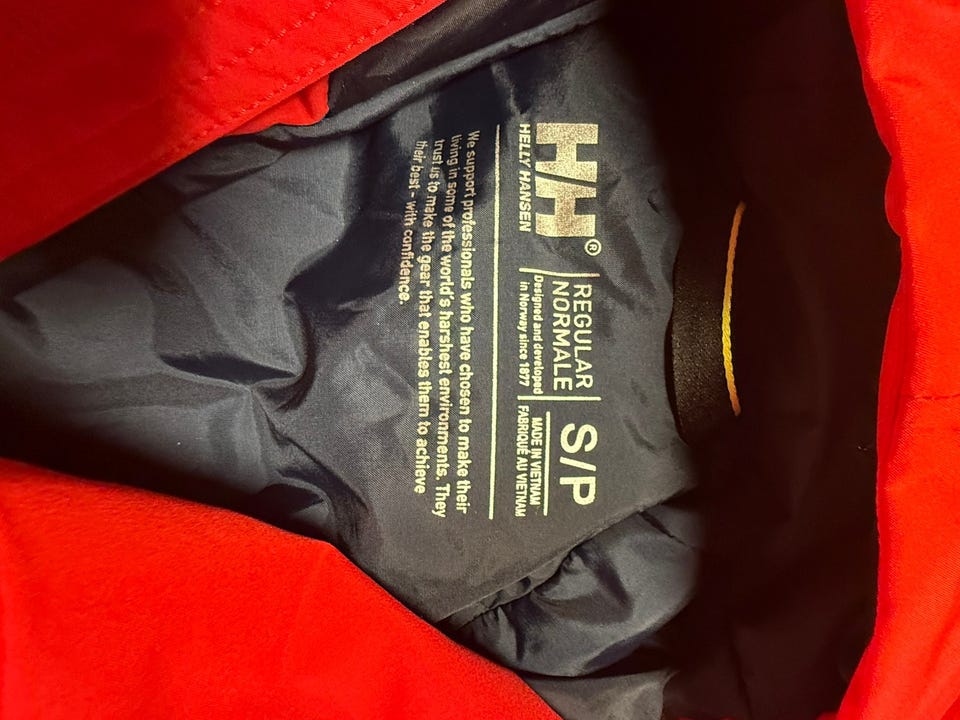 H/H®
HELLY HANSEN
REGULAR
NORMALE
Designed and developed
in Norway since 1877
S/P
MADE IN VIETNAM
FABRIQUÉ AU VIETNAM
We support professionals who have chosen to make their
living in some of the world's harshest environments. They
trust us to make the gear that enables them to achieve
their best - with confidence.